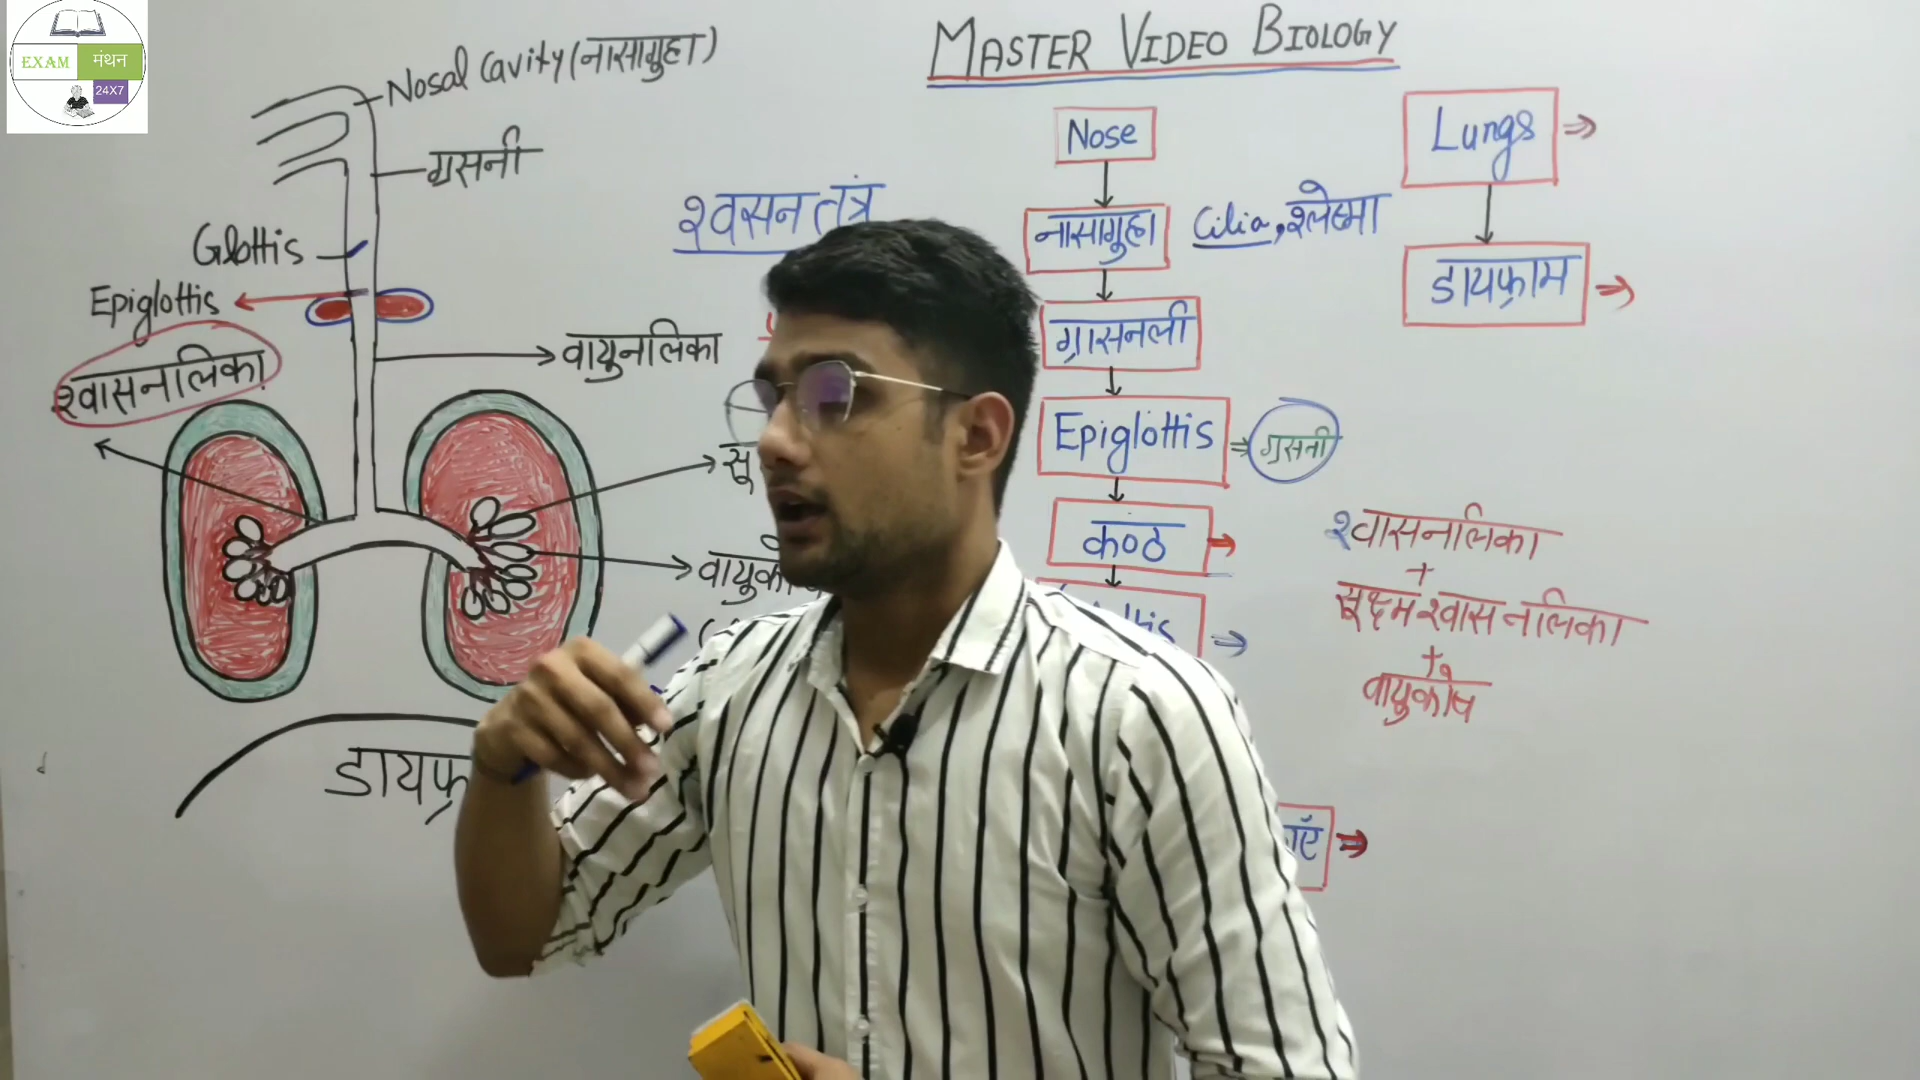 EXAM मंथन
24X7
Nosal Cavity (नासागुहा)
ग्रसनी
Glottis
Epiglottis
श्वासनलिका
वायुनलिका
MASTER VIDEO BIOLOGY
श्वसन तंत्र
Nose
नासागुहा
Cilia, श्लेष्मा
ग्रासनली
Epiglottis
ग्रसनी
कण्ठ
Lungs
डायफ्राम
श्वासनलिका
+
सूक्ष्म श्वास नलिका
+
वायुकोष